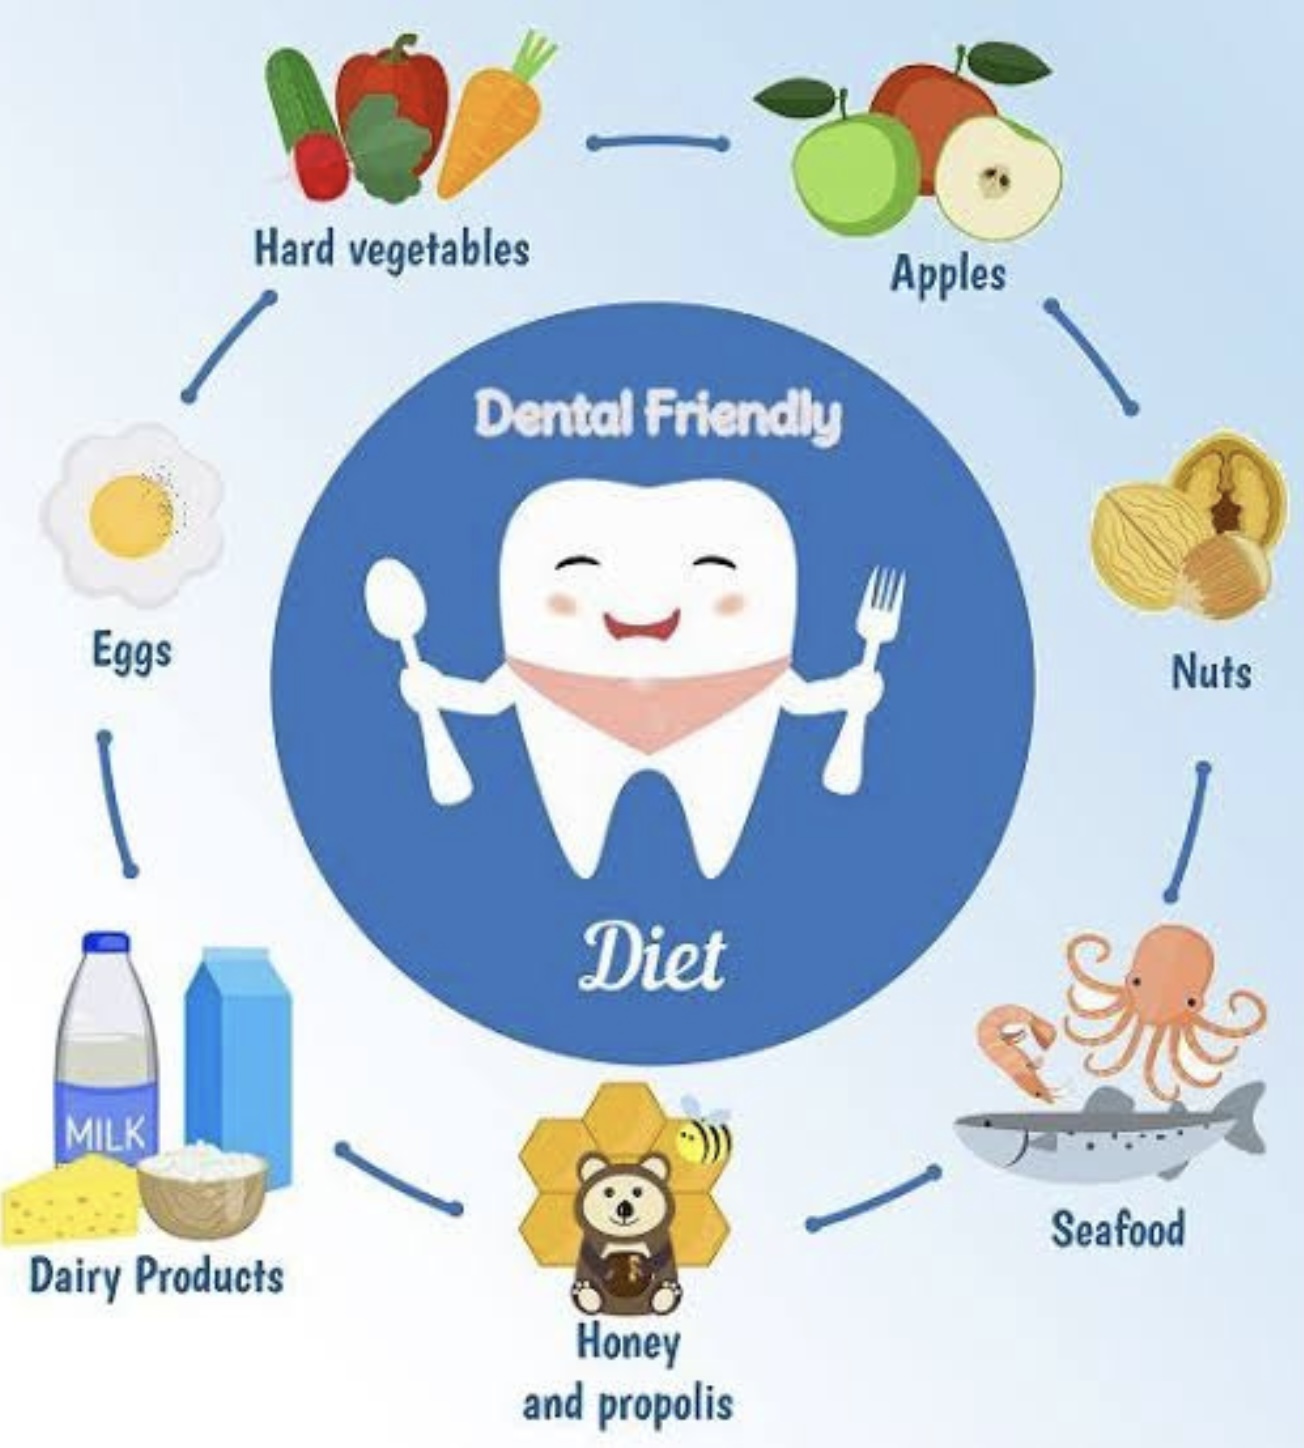 Hard vegetables
Apples
Dental Friendly
Eggs
Nuts
Diet
MILK
Dairy Products
Seafood
Honey
and propolis